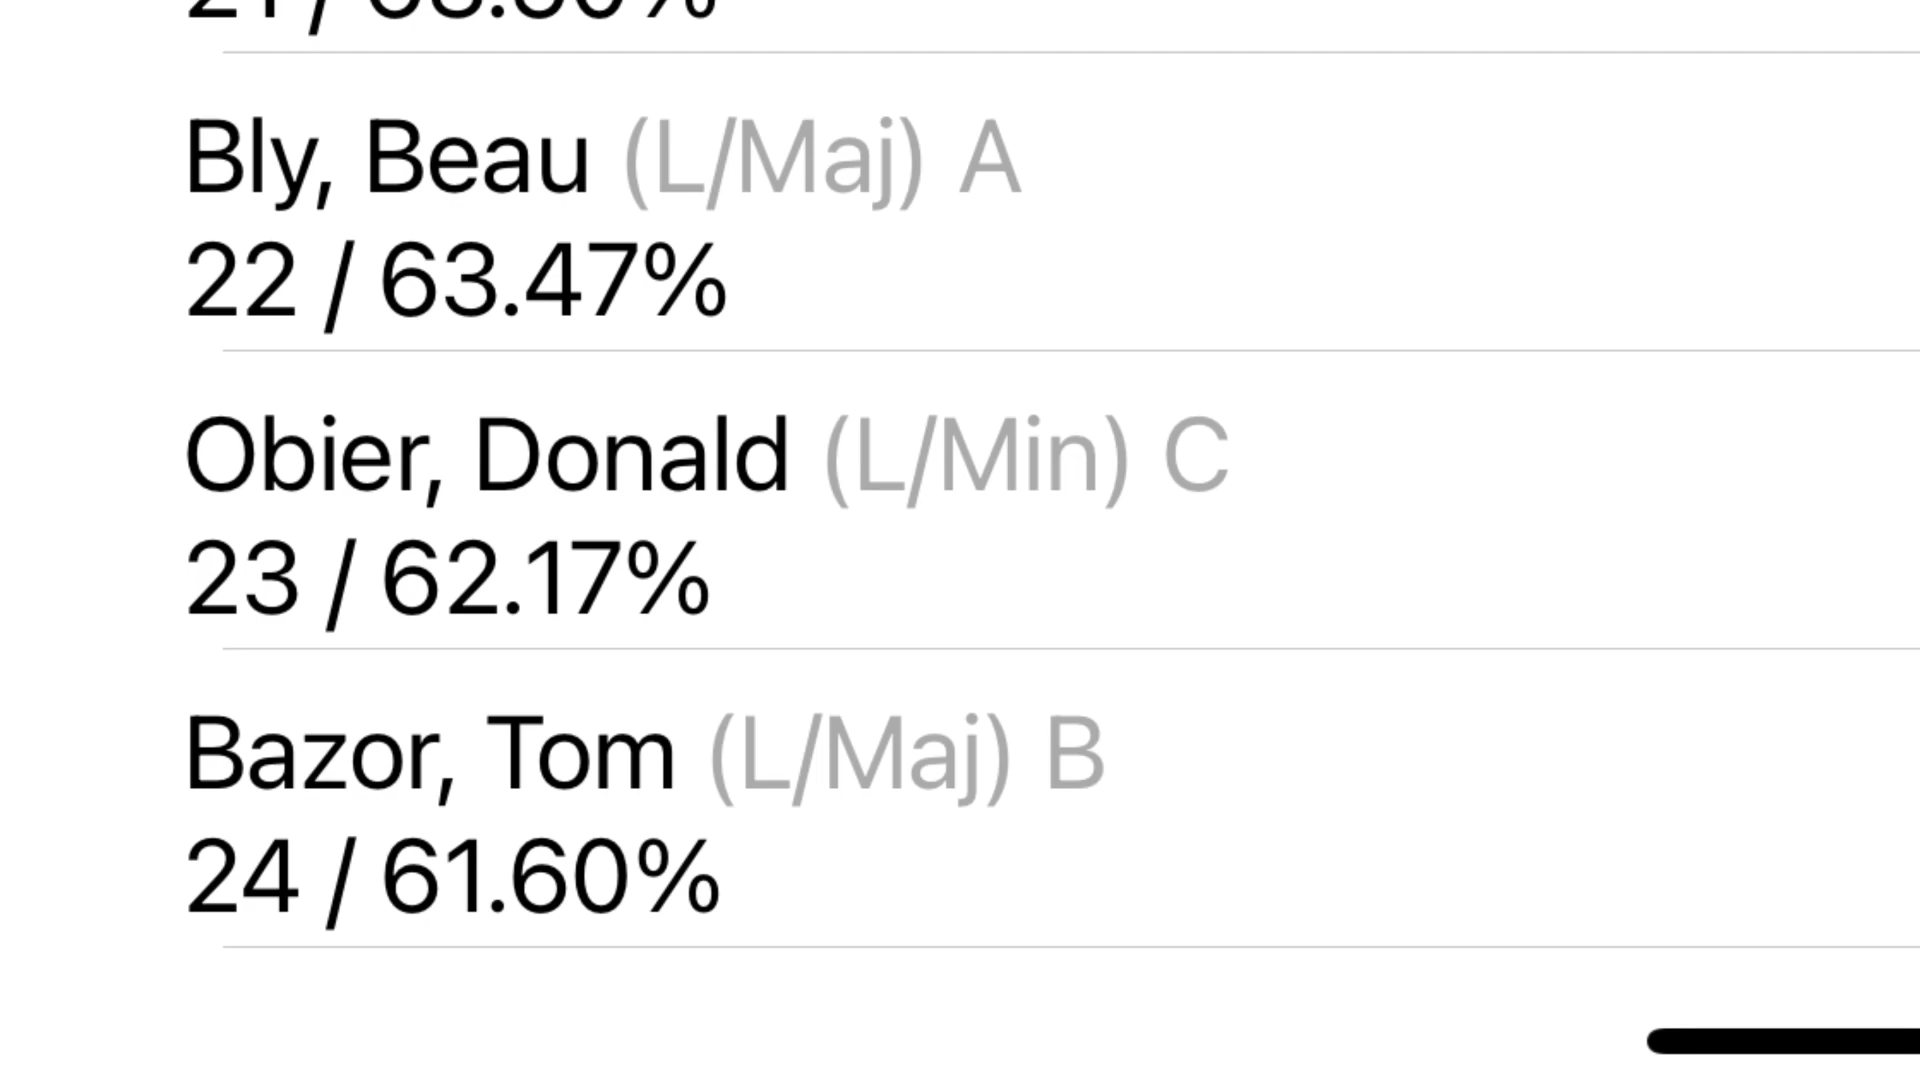 Bly, Beau (L/Maj) A
22 / 63.47%
Obier, Donald (L/Min) C
23 / 62.17%
Bazor, Tom (L/Maj) B
24 / 61.60%